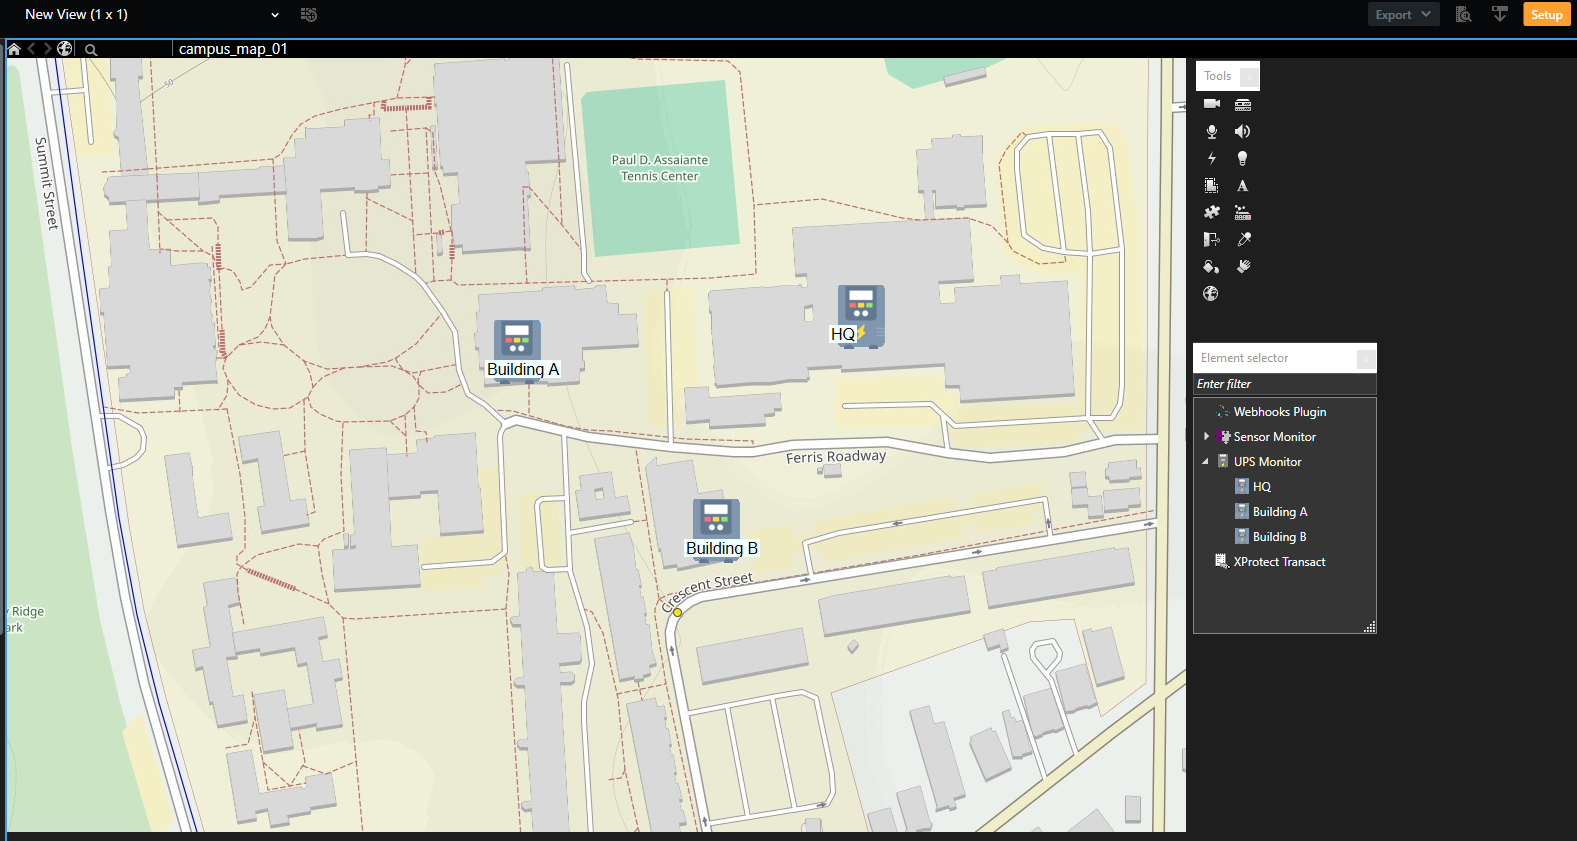 New View (1 x 1)
Export
Setup
campus_map_01
Tools
50
Summit Street
Paul D. Assaiante
Tennis Center
HQ
Building A
Element selector
Enter filter
Webhooks Plugin
Sensor Monitor
UPS Monitor
HQ
Building A
Building B
XProtect Transact
Ferris Roadway
Building B
Crescent Street
Ridge
ark